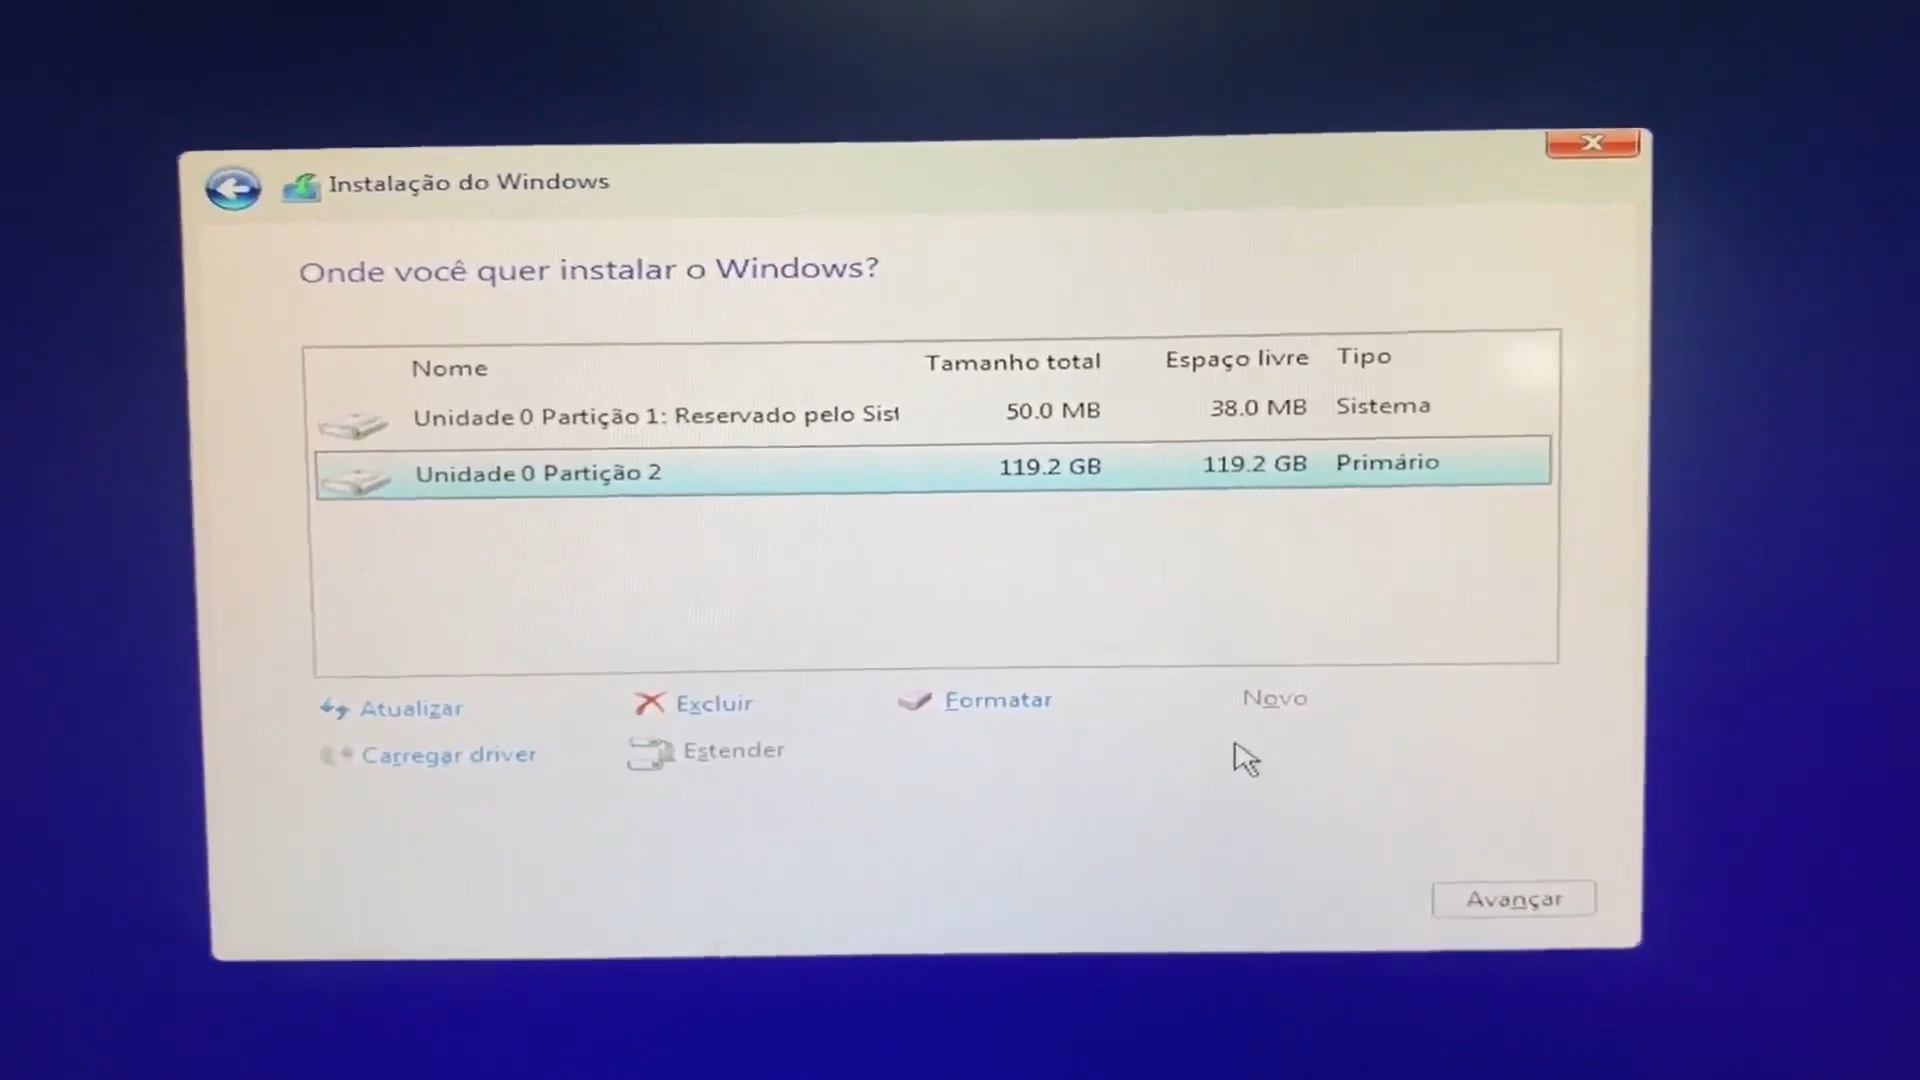 Instalação do Windows
Onde você quer instalar o Windows?
Nome Tamanho total Espaço livre Tipo
Unidade 0 Partição 1: Reservado pelo Sist 50.0 MB 38.0 MB Sistema
Unidade 0 Partição 2 119.2 GB 119.2 GB Primário
Atualizar Excluir Formatar Novo
Carregar driver Estender
Avançar